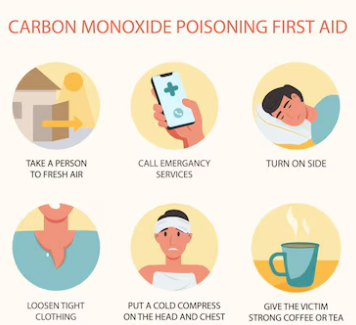 CARBON MONOXIDE POISONING FIRST AID
TAKE A PERSON
TO FRESH AIR
CALL EMERGANCY
SERVICES
TURN ON SIDE
LOOSEN TIGHT
CLOTHING
PUT A COLD COMPRESS
ON THE HEAD AND CHEST
GIVE THE VICTIM
STRONG COFFEE OR TEA